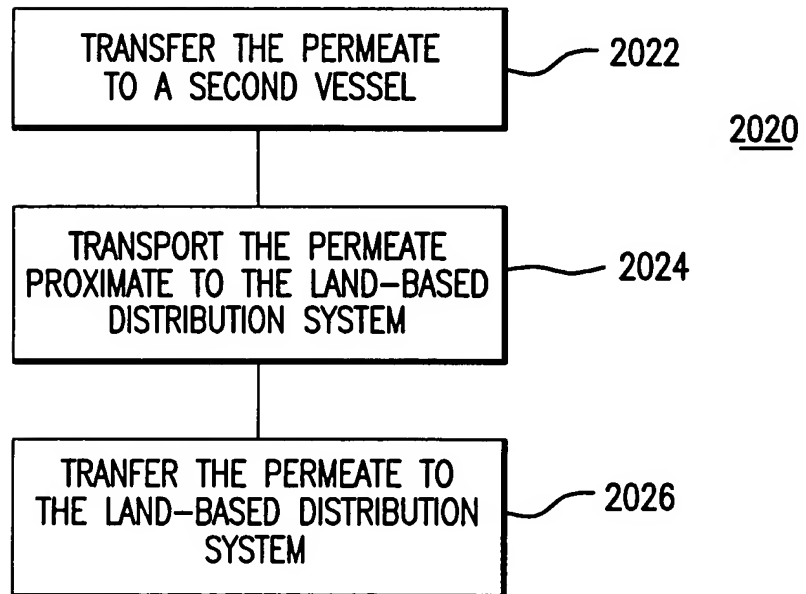 TRANSFER THE PERMEATE
TO A SECOND VESSEL
2022
2020
TRANSPORT THE PERMEATE
PROXIMATE TO THE LAND-BASED
DISTRIBUTION SYSTEM
2024
TRANFER THE PERMEATE TO
THE LAND-BASED DISTRIBUTION
SYSTEM
2026